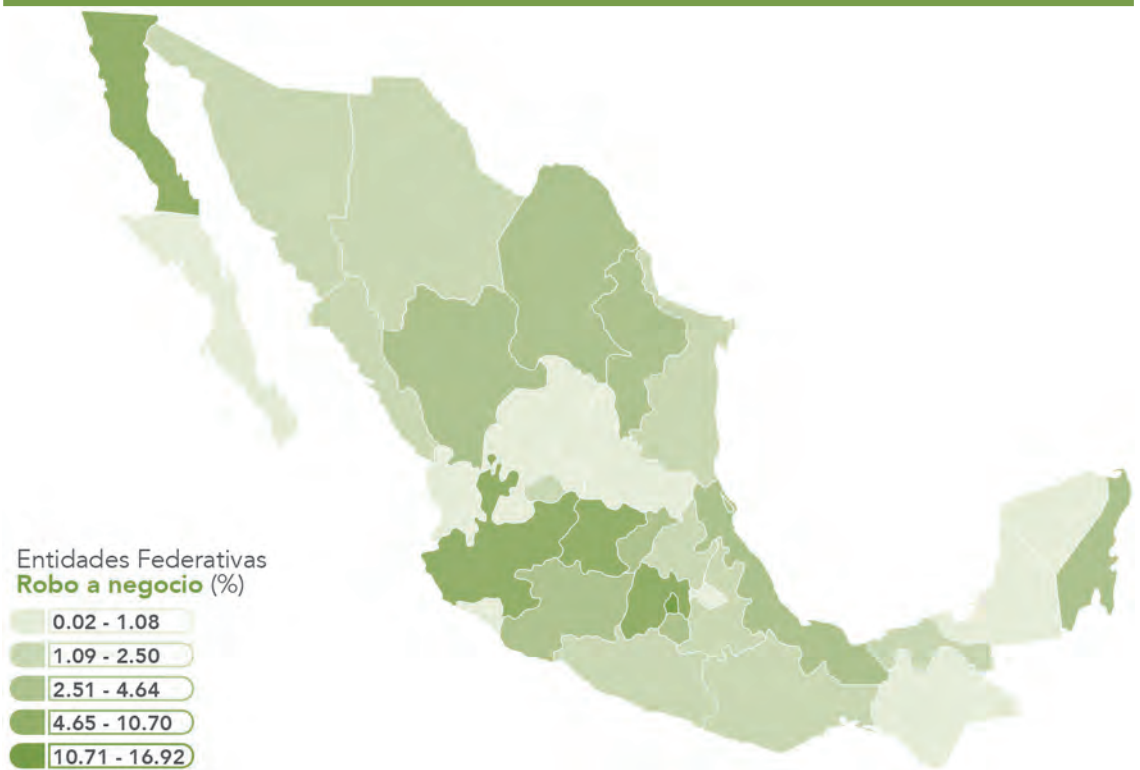 Entidades Federativas
Robo a negocio (%)
0.02 - 1.08
1.09 - 2.50
2.51 - 4.64
4.65 - 10.70
10.71 - 16.92